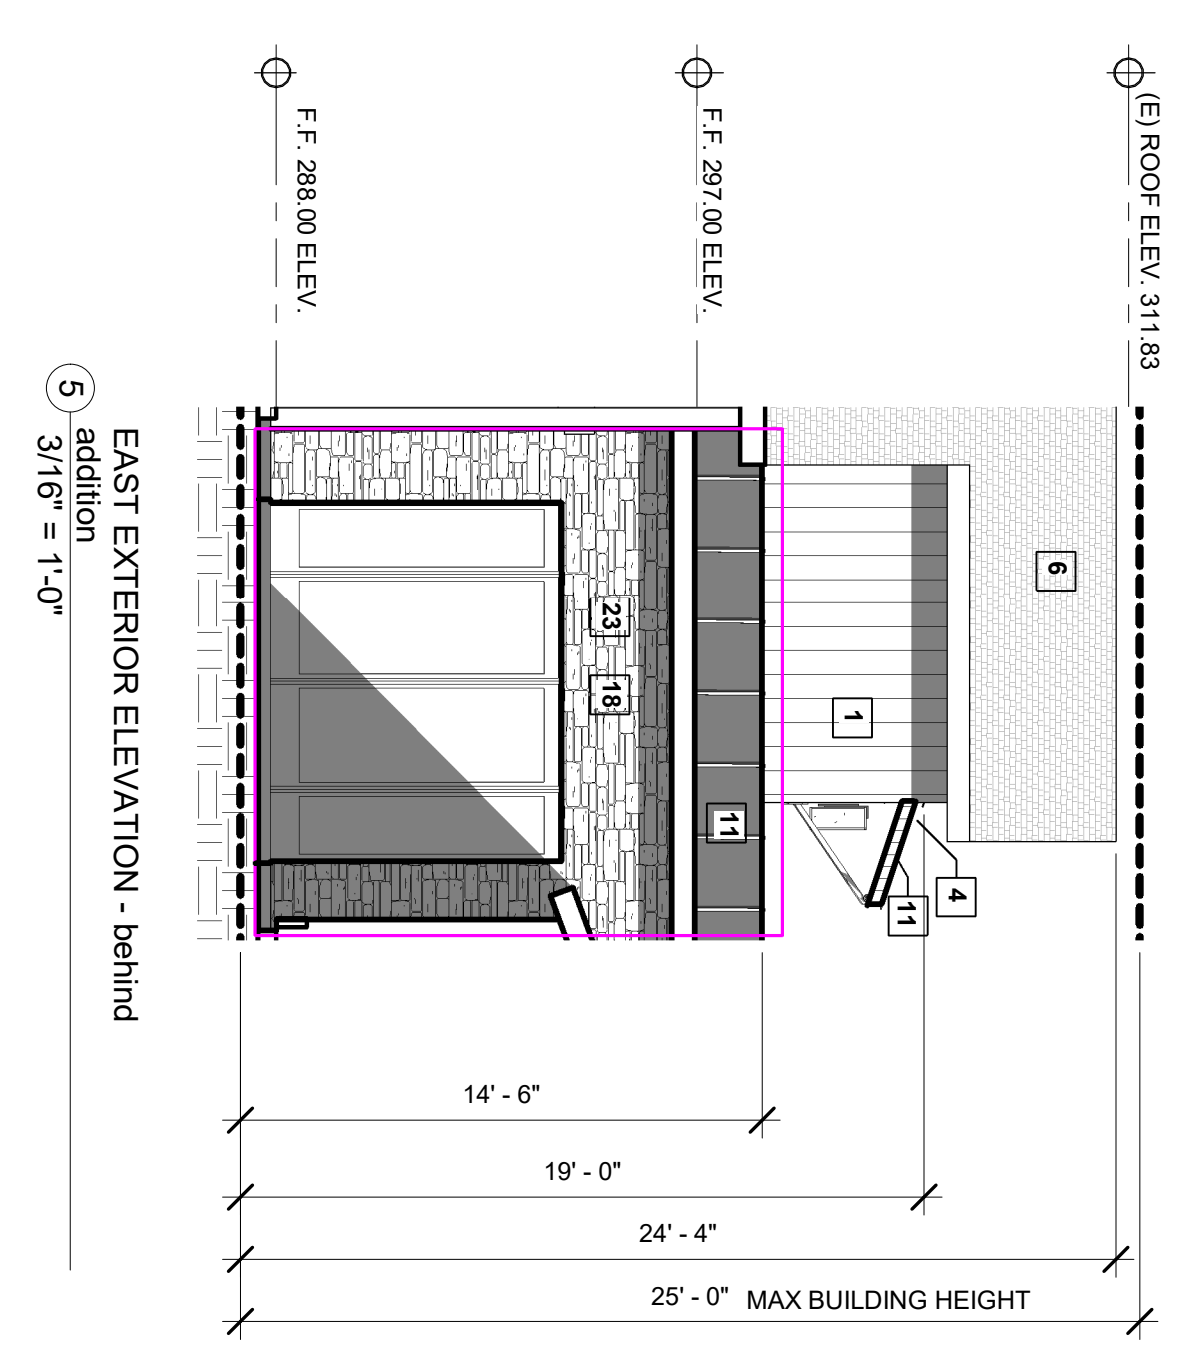 (E) ROOF ELEV. 311.83
F.F. 297.00 ELEV.
F.F. 288.00 ELEV.
6
1
4
11
11
23
18
14' - 6"
19' - 0"
24' - 4"
25' - 0" MAX BUILDING HEIGHT
5
EAST EXTERIOR ELEVATION - behind
addition
3/16" = 1'-0"